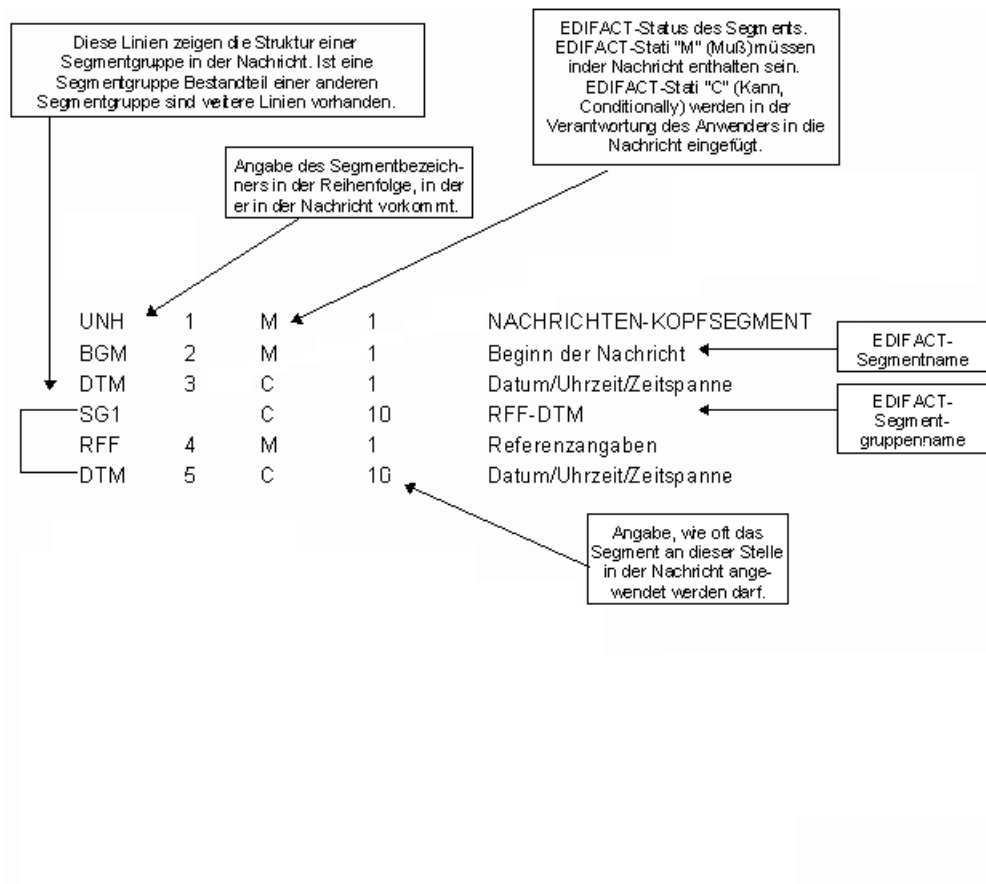 Diese Linien zeigen die Struktur einer
Segmentgruppe in der Nachricht. Ist eine
Segmentgruppe Bestandteil einer anderen
Segmentgruppe sind weitere Linien vorhanden.
EDIFACT-Status des Segments.
EDIFACT-Stati "M" (Muß) müssen
inder Nachricht enthalten sein.
EDIFACT-Stati "C" (Kann,
Conditionally) werden in der
Verantwortung des Anwenders in die
Nachricht eingefügt.
Angabe des Segmentbezeich-
ners in der Reihenfolge, in der
er in der Nachricht vorkommt.
UNH 1 M 1 NACHRICHTEN-KOPFSEGMENT
BGM 2 M 1 Beginn der Nachricht
DTM 3 C 1 Datum/Uhrzeit/Zeitspanne
SG1 C 10 RFF-DTM
RFF 4 M 1 Referenzangaben
DTM 5 C 10 Datum/Uhrzeit/Zeitspanne
EDIFACT-
Segmentname
EDIFACT-
Segment-
gruppenname
Angabe, wie oft das
Segment an dieser Stelle
in der Nachricht ange-
wendet werden darf.